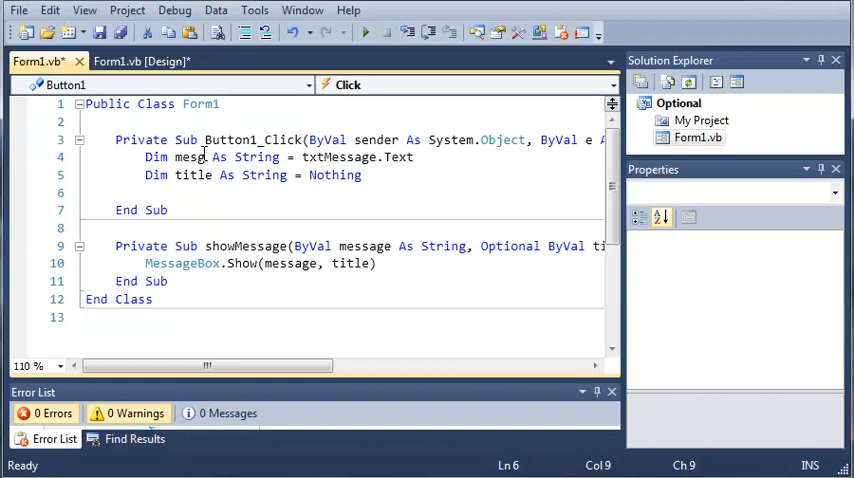 File Edit View Project Debug Data Tools Window Help
Form1.vb* Form1.vb [Design]*
Button1 Click
1 Public Class Form1
2
3 Private Sub Button1_Click(ByVal sender As System.Object, ByVal e A
4 Dim mesg As String = txtMessage.Text
5 Dim title As String = Nothing
6
7 End Sub
8
9 Private Sub showMessage(ByVal message As String, Optional ByVal ti
10 MessageBox.Show(message, title)
11 End Sub
12 End Class
13
110 %
Error List
0 Errors 0 Warnings 0 Messages
Error List Find Results
Solution Explorer
Optional
My Project
Form1.vb
Properties
Ready Ln 6 Col 9 Ch 9 INS